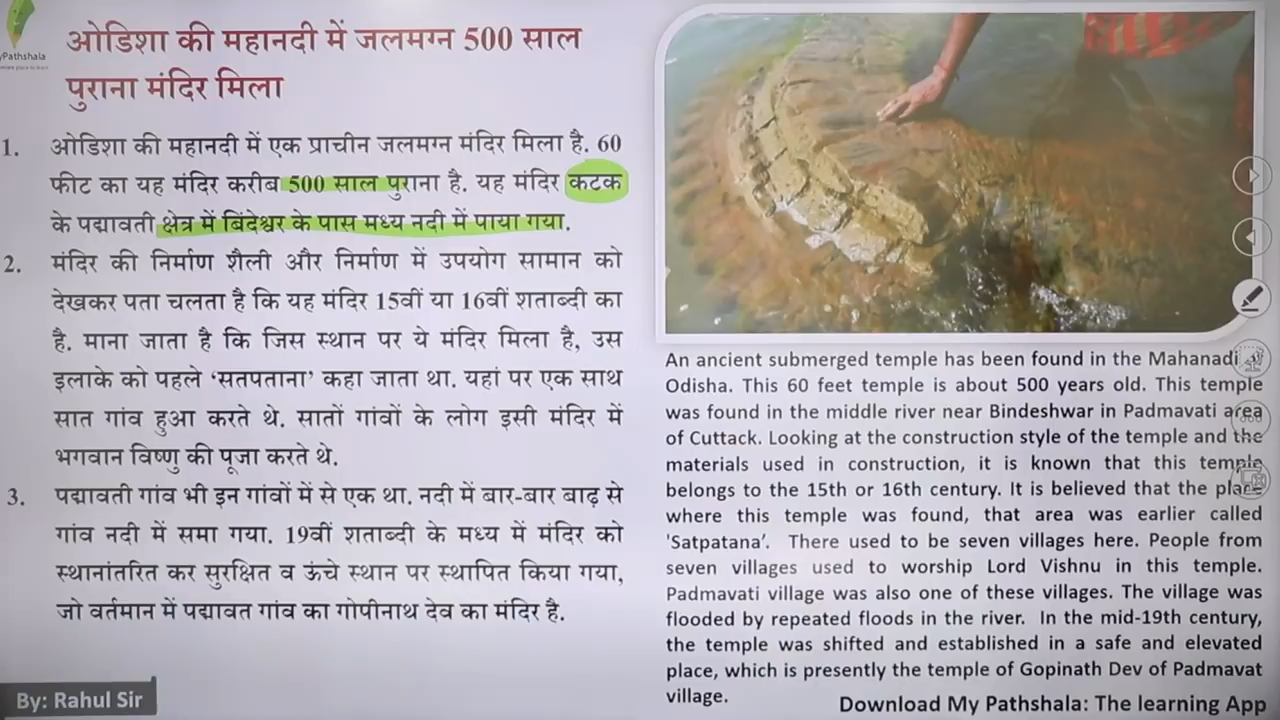 yPathshala
ओडिशा की महानदी में जलमग्न 500 साल
पुराना मंदिर मिला
1. ओडिशा की महानदी में एक प्राचीन जलमग्न मंदिर मिला है. 60
फीट का यह मंदिर करीब 500 साल पुराना है. यह मंदिर कटक
के पद्मावती क्षेत्र में बिंदेश्वर के पास मध्य नदी में पाया गया.
2. मंदिर की निर्माण शैली और निर्माण में उपयोग सामान को
देखकर पता चलता है कि यह मंदिर 15वीं या 16वीं शताब्दी का
है. माना जाता है कि जिस स्थान पर ये मंदिर मिला है, उस
इलाके को पहले ‘सतपताना’ कहा जाता था. यहां पर एक साथ
सात गांव हुआ करते थे. सातों गांवों के लोग इसी मंदिर में
भगवान विष्णु की पूजा करते थे.
3. पद्मावती गांव भी इन गांवों में से एक था. नदी में बार-बार बाढ़ से
गांव नदी में समा गया. 19वीं शताब्दी के मध्य में मंदिर को
स्थानांतरित कर सुरक्षित व ऊंचे स्थान पर स्थापित किया गया,
जो वर्तमान में पद्मावत गांव का गोपीनाथ देव का मंदिर है.
By: Rahul Sir
An ancient submerged temple has been found in the Mahanadi
Odisha. This 60 feet temple is about 500 years old. This temple
was found in the middle river near Bindeshwar in Padmavati area
of Cuttack. Looking at the construction style of the temple and the
materials used in construction, it is known that this temple
belongs to the 15th or 16th century. It is believed that the place
where this temple was found, that area was earlier called
'Satpatana’. There used to be seven villages here. People from
seven villages used to worship Lord Vishnu in this temple.
Padmavati village was also one of these villages. The village was
flooded by repeated floods in the river. In the mid-19th century,
the temple was shifted and established in a safe and elevated
place, which is presently the temple of Gopinath Dev of Padmavat
village.
Download My Pathshala: The learning App